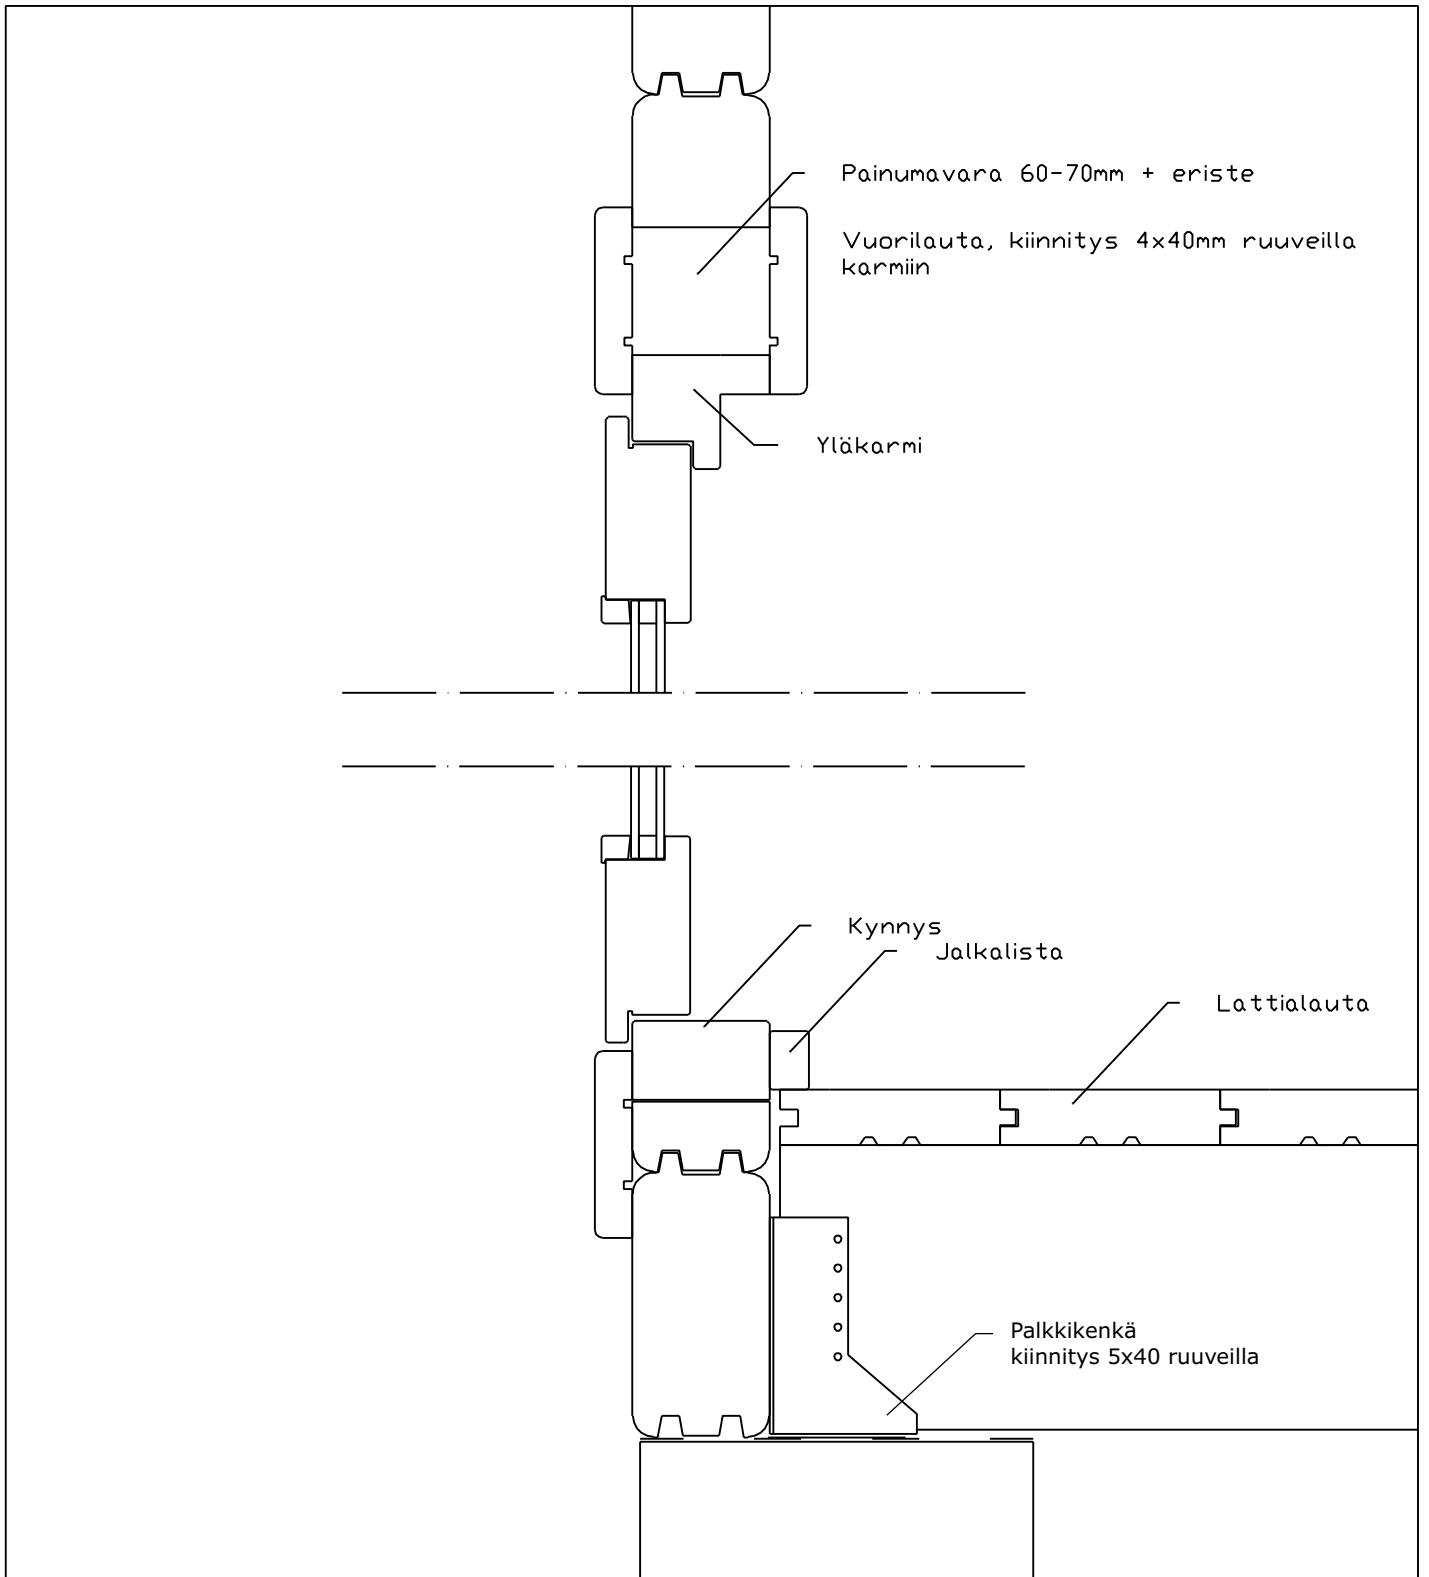 Painumavara 60-70mm + eriste
Vuorilauta, kiinnitys 4x40mm ruuveilla
karmiin
Yläkarmi
Kynnys
Jalkalista
Lattialauta
Palkkikenkä
kiinnitys 5x40 ruuveilla